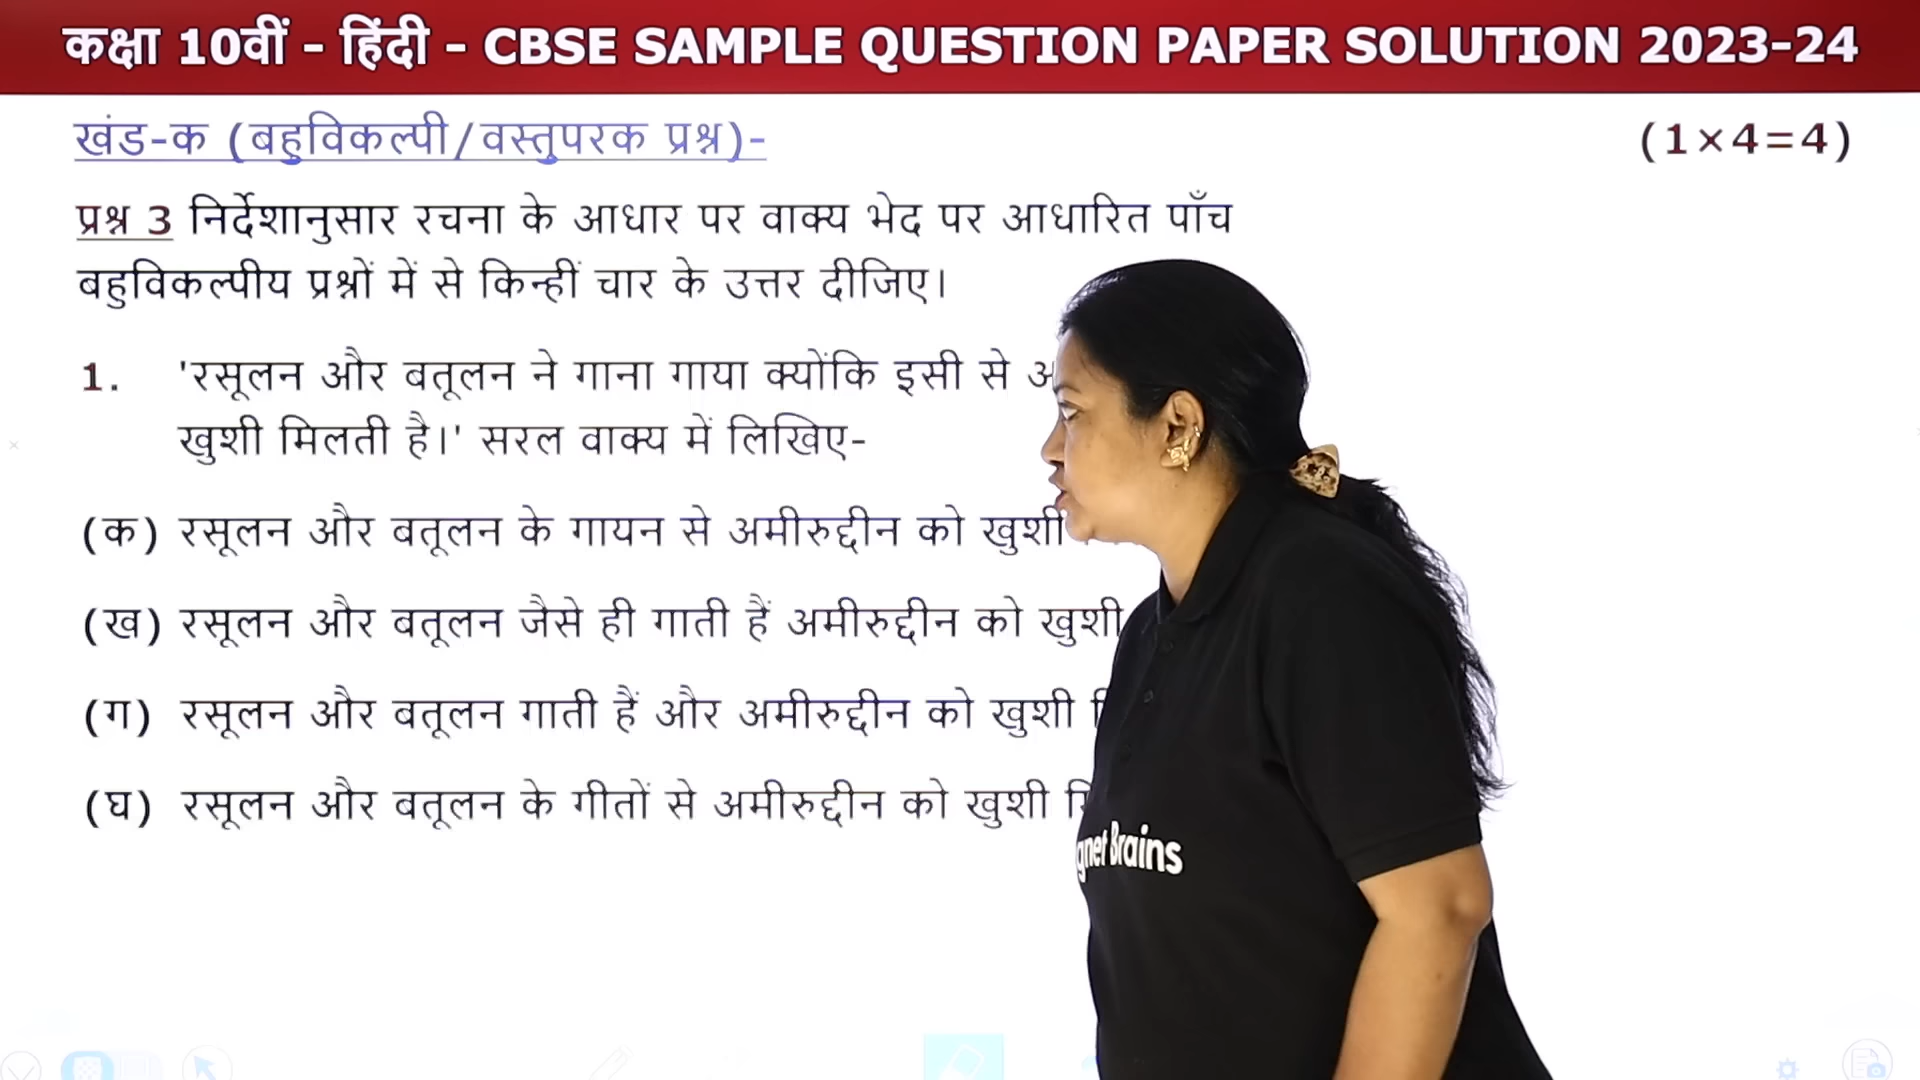 कक्षा 10वीं - हिंदी - CBSE SAMPLE QUESTION PAPER SOLUTION 2023-24
खंड-क (बहुविकल्पी/वस्तुपरक प्रश्न)- (1×4=4)
प्रश्न 3 निर्देशानुसार रचना के आधार पर वाक्य भेद पर आधारित पाँच
बहुविकल्पीय प्रश्नों में से किन्हीं चार के उत्तर दीजिए।
1. 'रसूलन और बतूलन ने गाना गाया क्योंकि इसी से
खुशी मिलती है।' सरल वाक्य में लिखिए-
(क) रसूलन और बतूलन के गायन से अमीरुद्दीन को खुशी
(ख) रसूलन और बतूलन जैसे ही गाती हैं अमीरुद्दीन को खुशी
(ग) रसूलन और बतूलन गाती हैं और अमीरुद्दीन को खुशी
(घ) रसूलन और बतूलन के गीतों से अमीरुद्दीन को खुशी
Brains